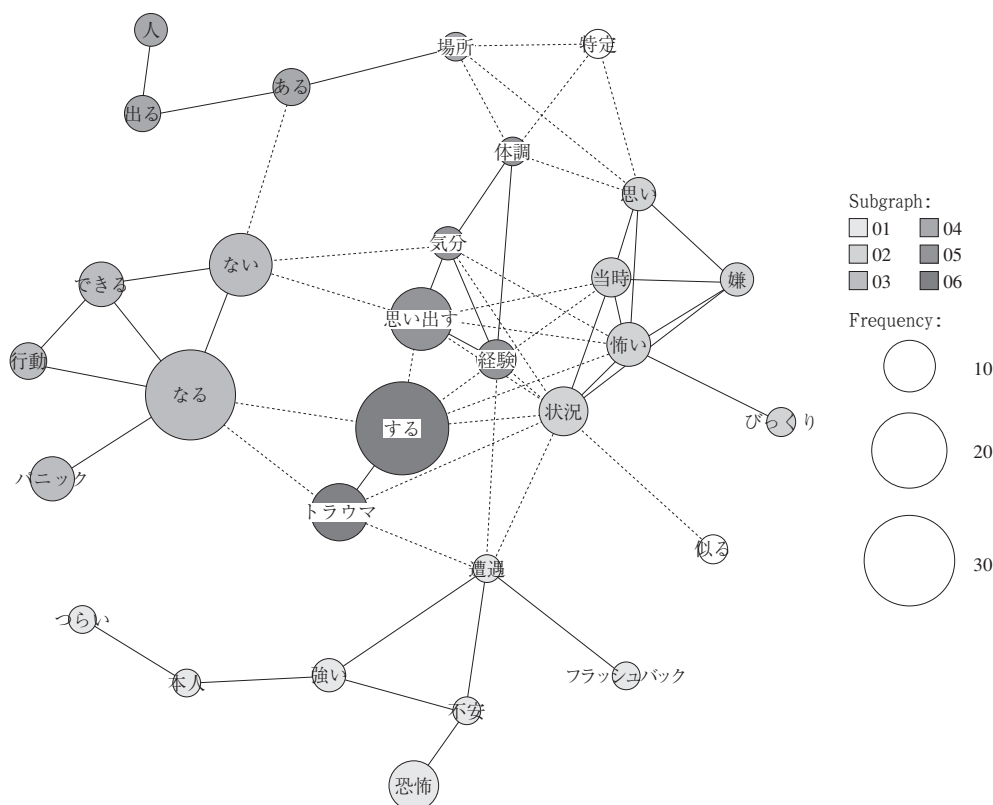 人
場所
特定
ある
出る
体調
思い
気分
ない
当時
嫌
できる
思い出す
怖い
経験
行動
なる
状況
びっくり
する
パニック
トラウマ
似る
遭遇
つらい
本人
強い
フラッシュバック
不安
恐怖
Subgraph:
01 04
02 05
03 06
Frequency:
10
20
30